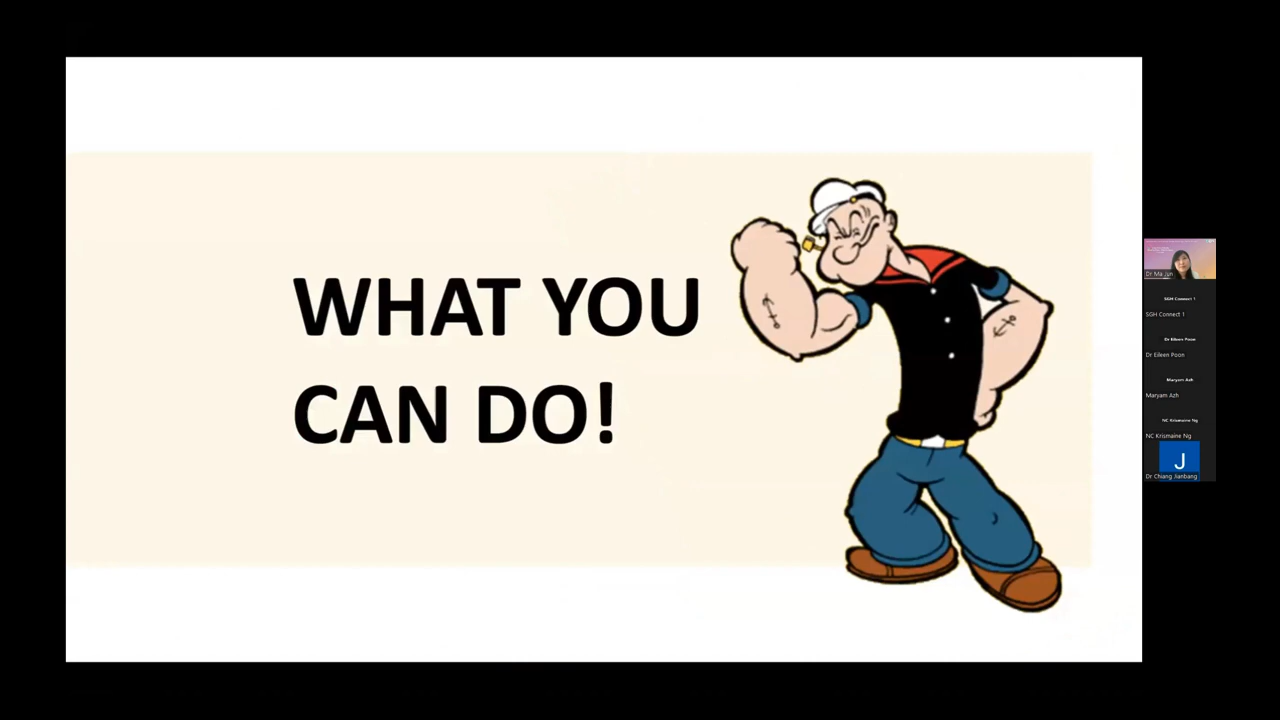 WHAT YOU
CAN DO!
Dr Ma Jun
SGH Connect 1
SGH Connect 1
Dr Eileen Poon
Dr Eileen Poon
Maryam Azh
Maryam Azh
NC Krismaine Ng
NC Krismaine Ng
J
Dr Chiang Jianbang